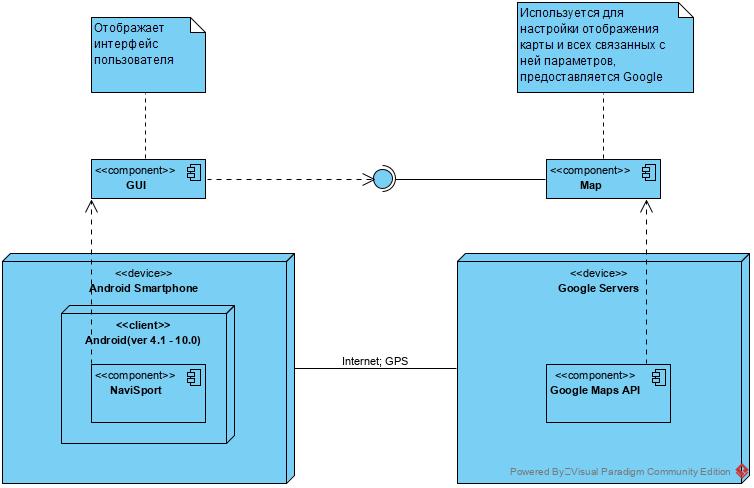 Отображает
интерфейс
пользователя
Используется для
настройки отображения
карты и всех связанных с
ней параметров,
предоставляется Google
<<component>>
GUI
<<component>>
Map
<<device>>
Android Smartphone
<<client>>
Android(ver 4.1 - 10.0)
<<component>>
NaviSport
Internet; GPS
<<device>>
Google Servers
<<component>>
Google Maps API
Powered By Visual Paradigm Community Edition